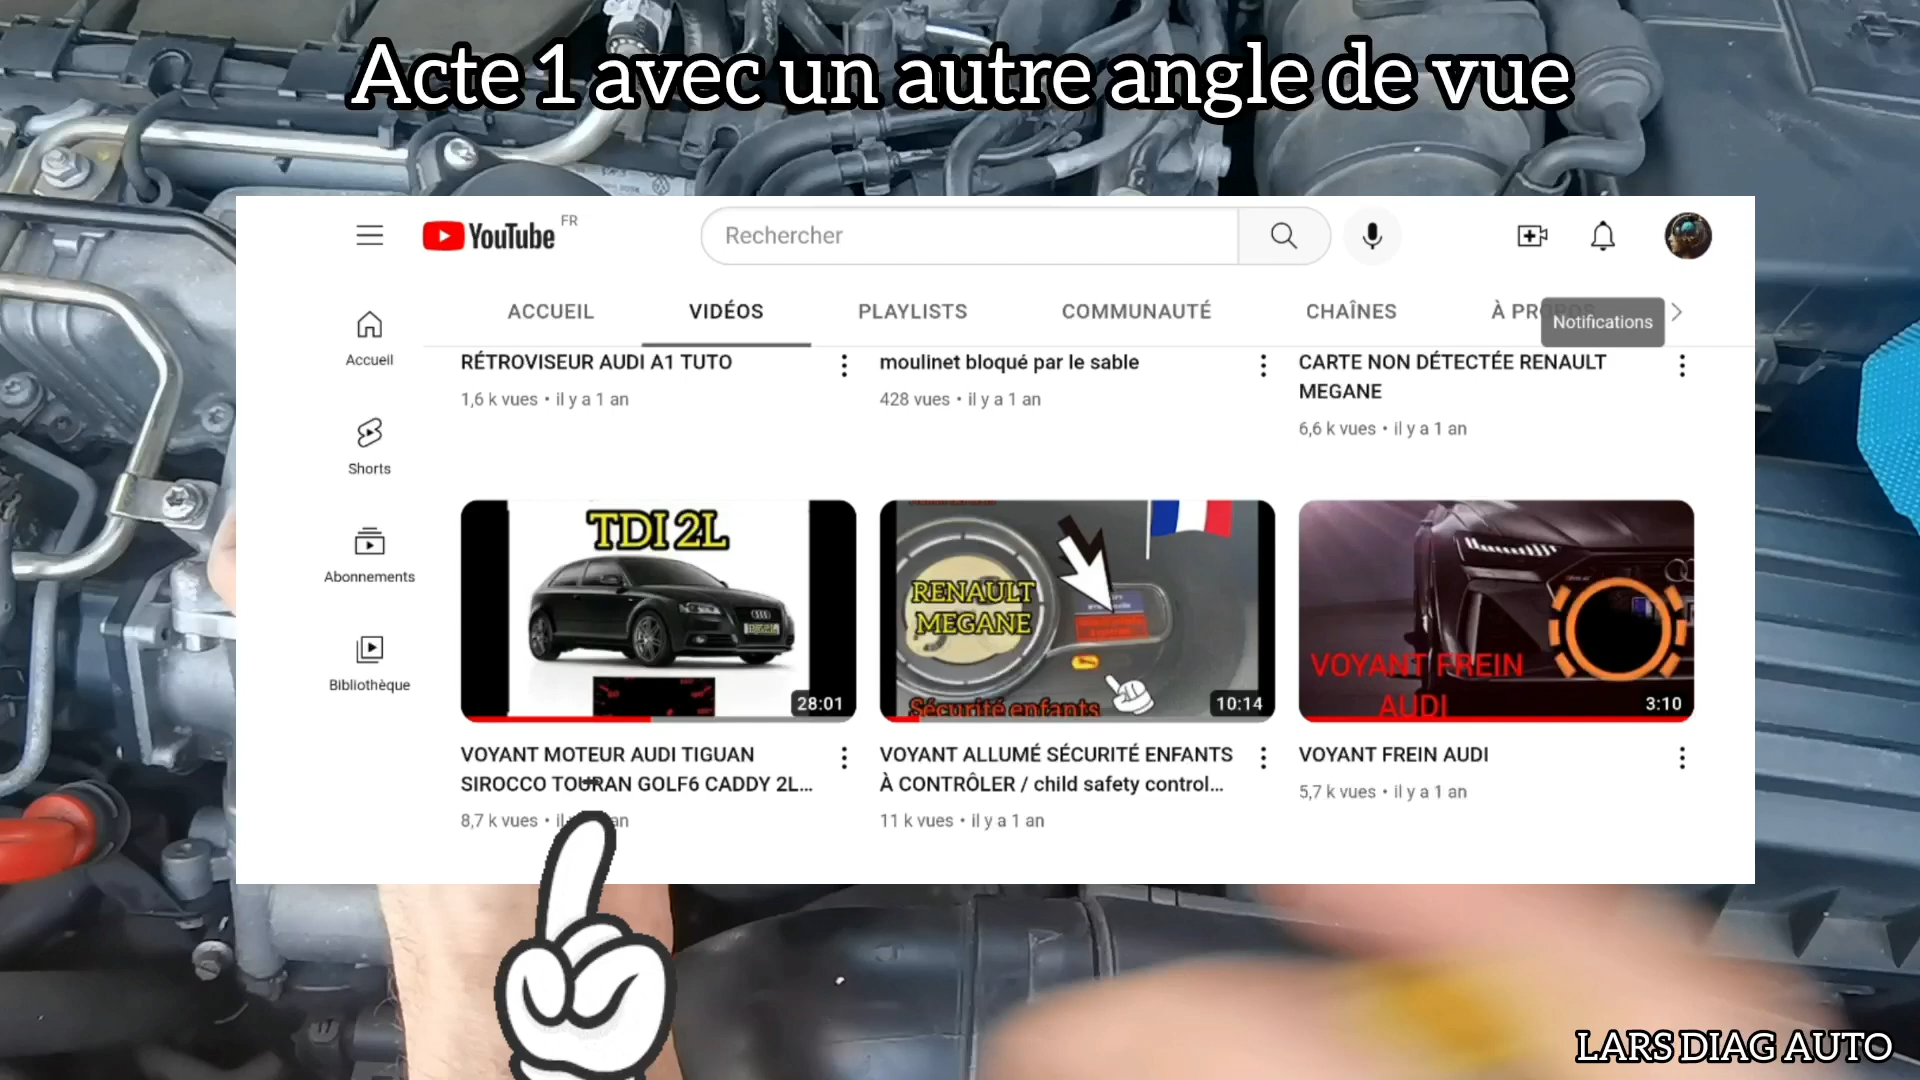 Acte 1 avec un autre angle de vue
YouTube FR
Rechercher
ACCUEIL VIDÉOS PLAYLISTS COMMUNAUTÉ CHAÎNES À PR
Notifications
Accueil
Shorts
Abonnements
Bibliothèque
RÉTROVISEUR AUDI A1 TUTO
1,6 k vues • il y a 1 an
moulinet bloqué par le sable
428 vues • il y a 1 an
CARTE NON DÉTECTÉE RENAULT
MEGANE
6,6 k vues • il y a 1 an
TDI 2L
28:01
VOYANT MOTEUR AUDI TIGUAN
SIROCCO TOURAN GOLF6 CADDY 2L...
8,7 k vues • il an
RENAULT
MEGANE
Sécurité enfants
10:14
VOYANT ALLUMÉ SÉCURITÉ ENFANTS
À CONTRÔLER / child safety control...
11 k vues • il y a 1 an
VOYANT FREIN
AUDI
3:10
VOYANT FREIN AUDI
5,7 k vues • il y a 1 an
LARS DIAG AUTO